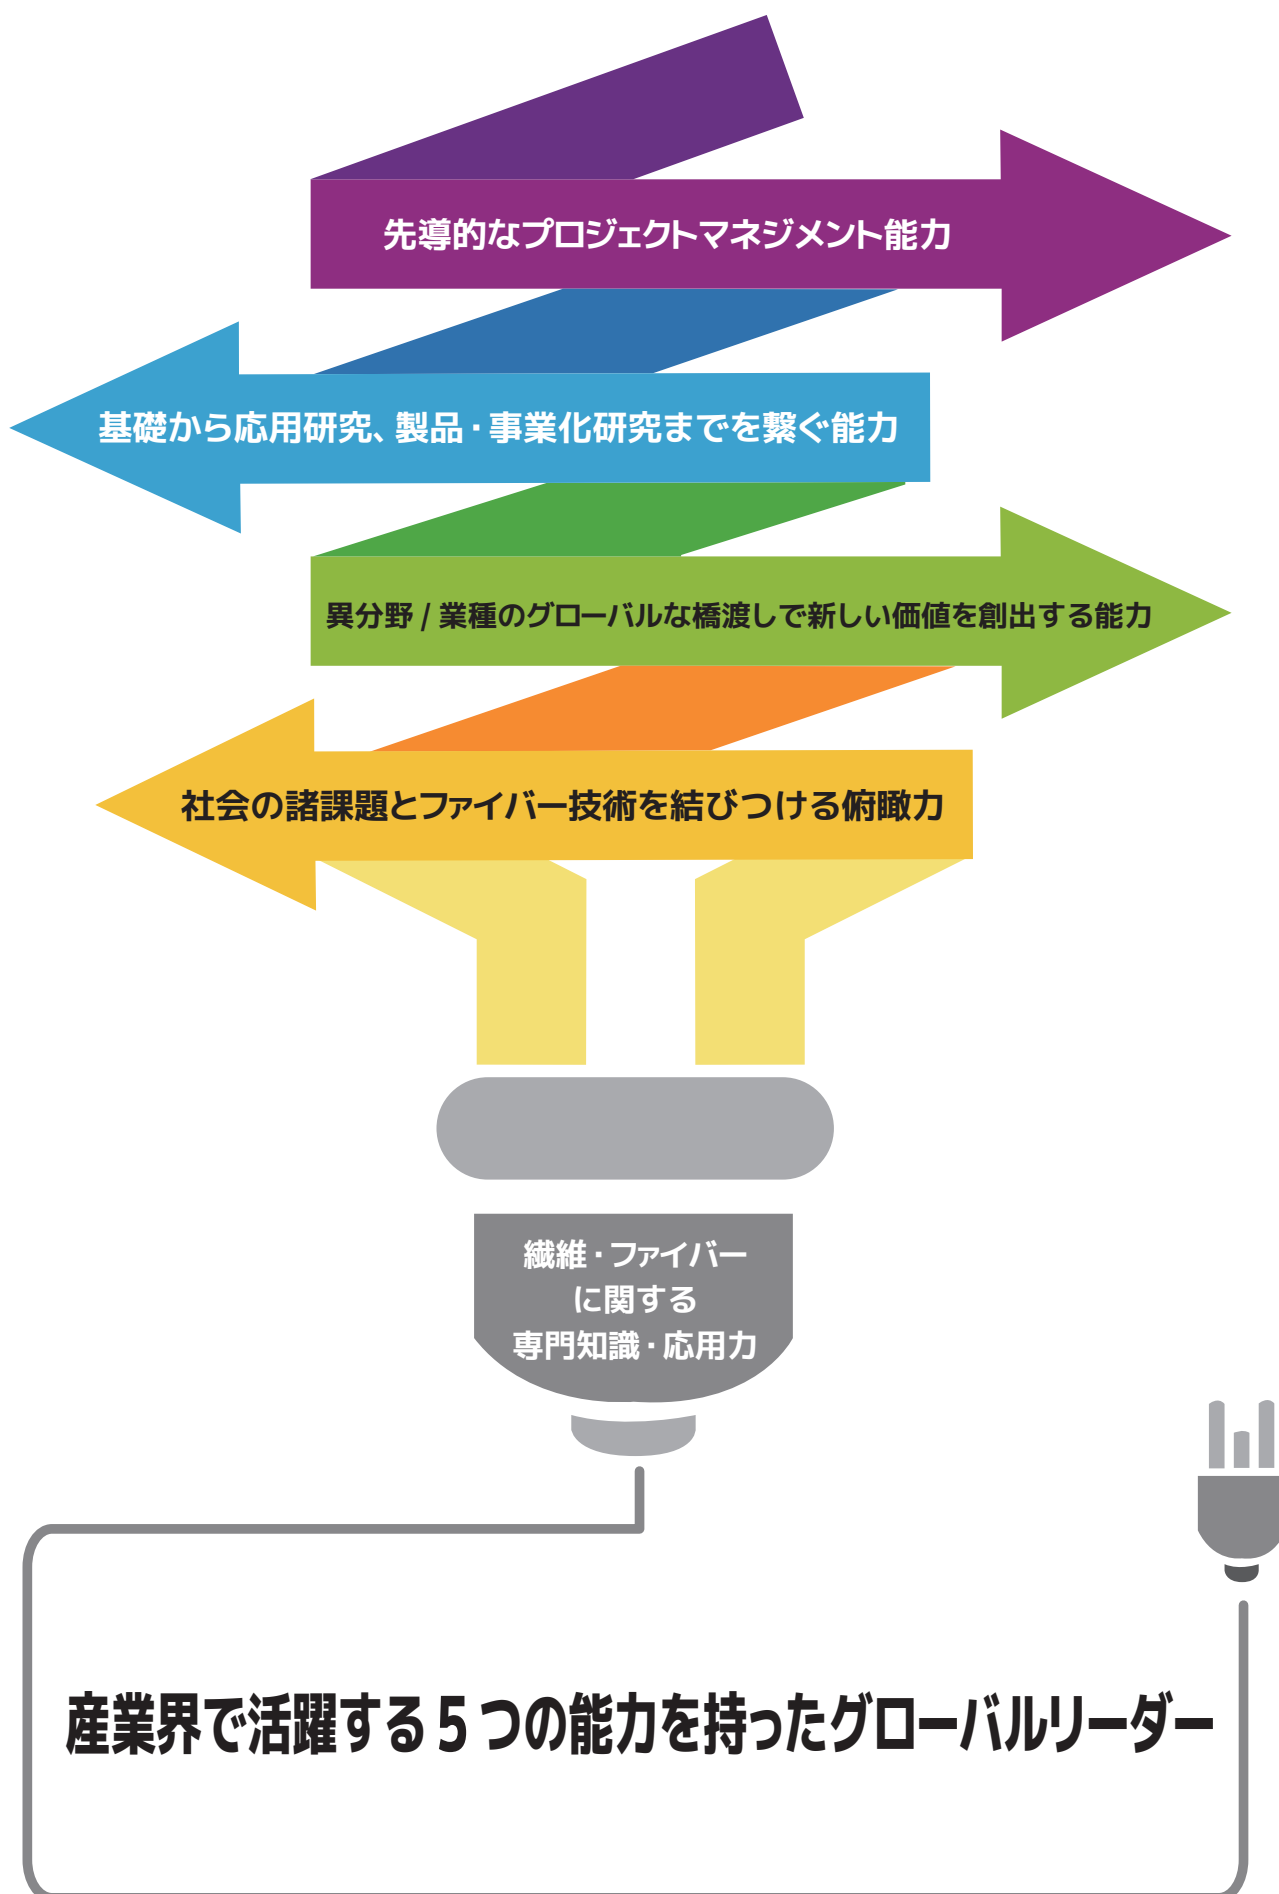 先導的なプロジェクトマネジメント能力
基礎から応用研究、製品・事業化研究までを繋ぐ能力
異分野 / 業種のグローバルな橋渡しで新しい価値を創出する能力
社会の諸課題とファイバー技術を結びつける俯瞰力
繊維・ファイバー
に関する
専門知識・応用力
産業界で活躍する 5 つの能力を持ったグローバルリーダー